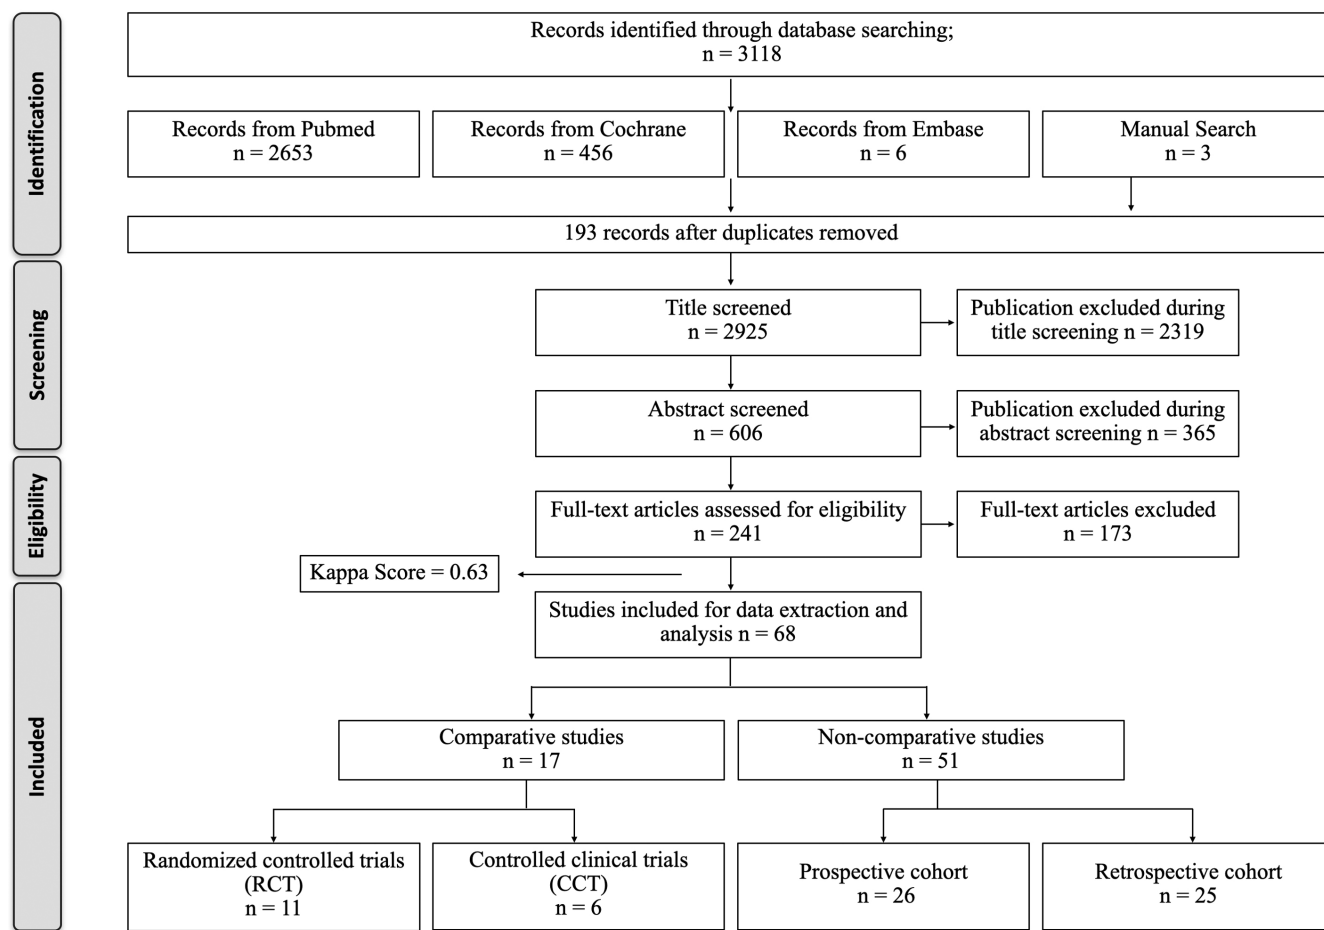 Identification
Records identified through database searching;
n = 3118
Records from Pubmed
n = 2653
Records from Cochrane
n = 456
Records from Embase
n = 6
Manual Search
n = 3
193 records after duplicates removed
Screening
Title screened
n = 2925
Publication excluded during
title screening n = 2319
Abstract screened
n = 606
Publication excluded during
abstract screening n = 365
Eligibility
Full-text articles assessed for eligibility
n = 241
Full-text articles excluded
n = 173
Kappa Score = 0.63
Included
Studies included for data extraction and
analysis n = 68
Comparative studies
n = 17
Non-comparative studies
n = 51
Randomized controlled trials
(RCT)
n = 11
Controlled clinical trials
(CCT)
n = 6
Prospective cohort
n = 26
Retrospective cohort
n = 25